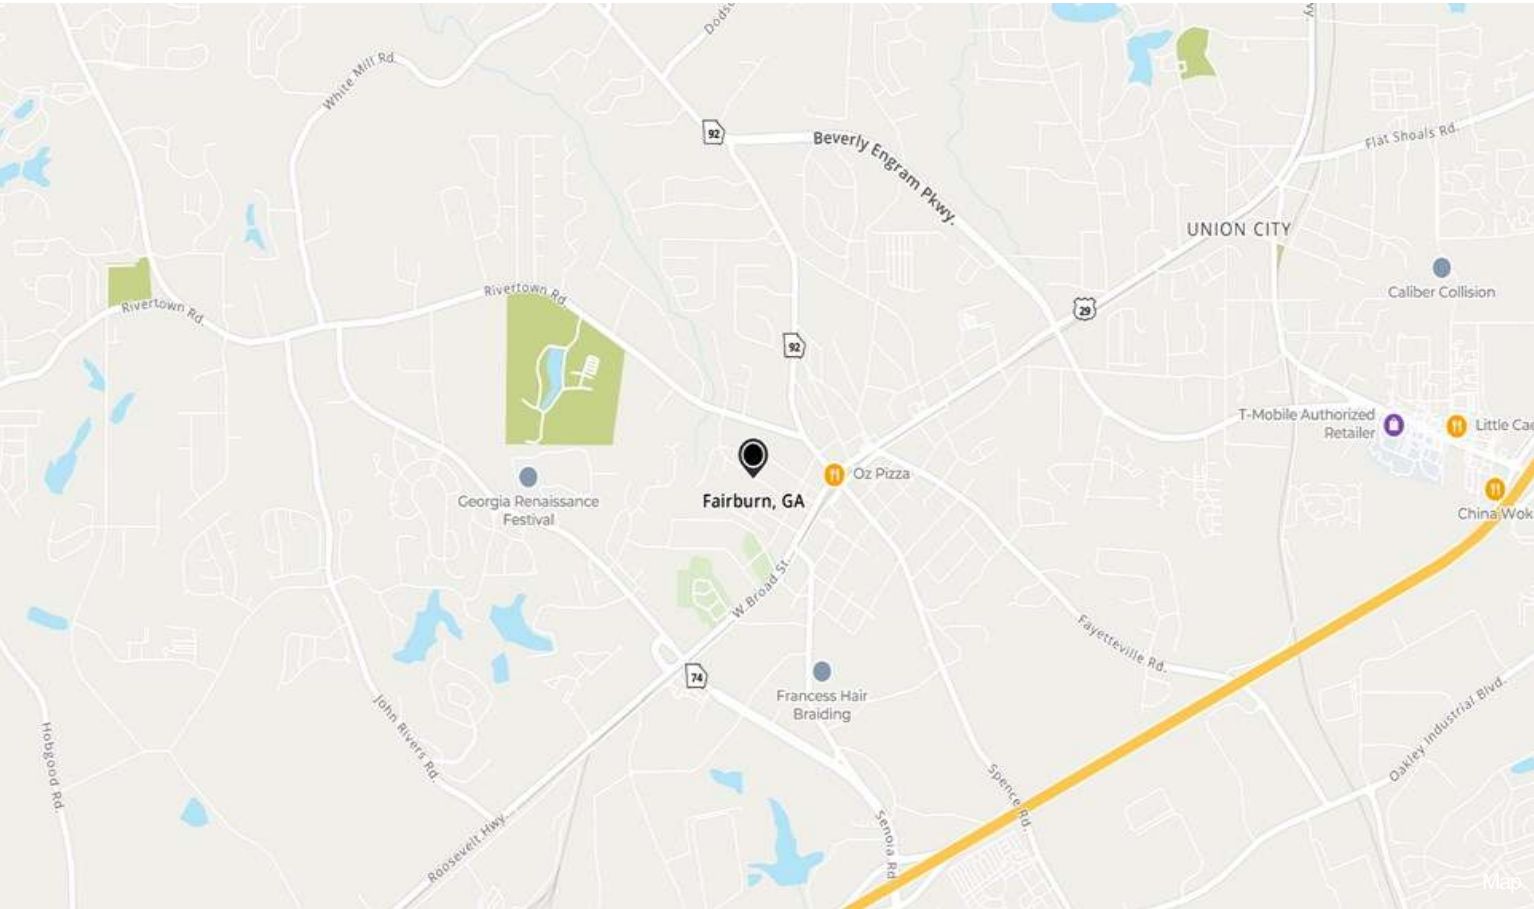 Dodso
vy.
White Mill Rd.
92
Beverly Engram Pkwy.
Flat Shoals Rd.
UNION CITY
Caliber Collision
Rivertown Rd.
Rivertown Rd.
29
92
T-Mobile Authorized
Retailer
Little Cae
Oz Pizza
Georgia Renaissance
Festival
Fairburn, GA
China Wok
W Broad St.
Fayetteville Rd.
74
Francess Hair
Braiding
John Rivers Rd.
Hobgood Rd.
Oakley Industrial Blvd.
Spence Rd.
Senoia Rd
Roosevelt Hwy.
Map